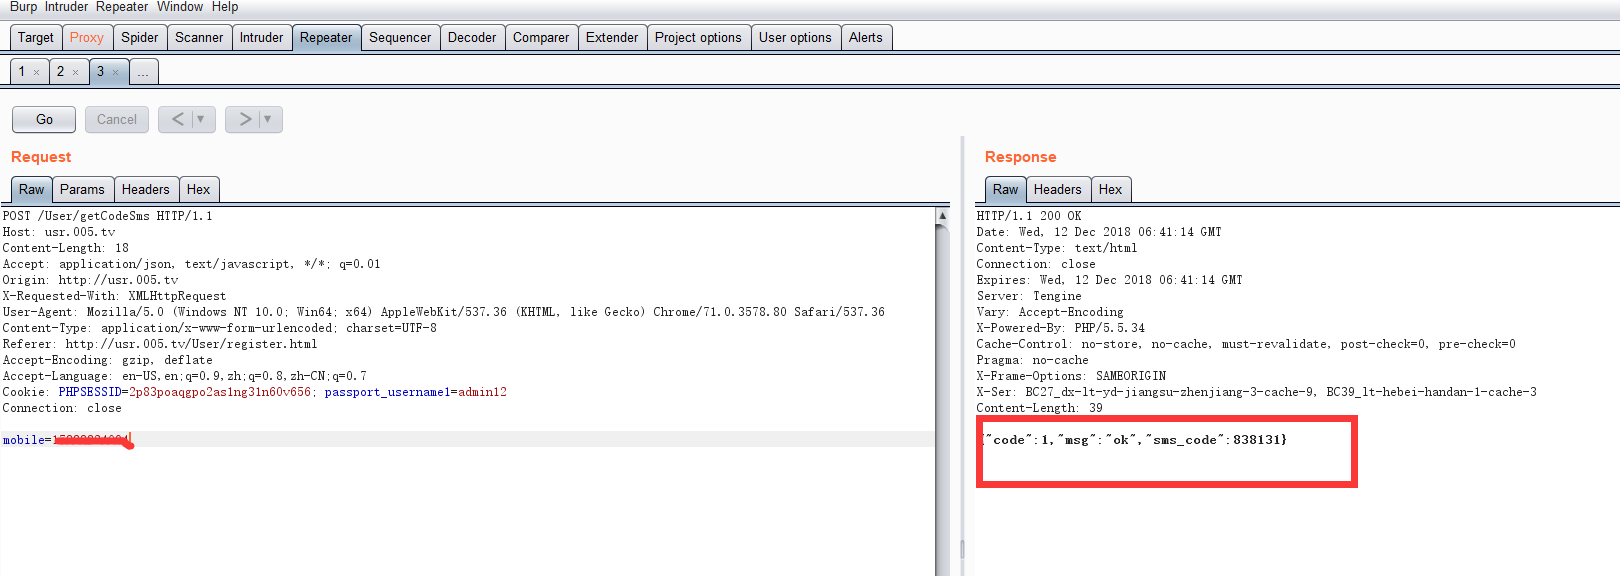 Burp Intruder Repeater Window Help
Target Proxy Spider Scanner Intruder Repeater Sequencer Decoder Comparer Extender Project options User options Alerts
1 × 2 × 3 × ...
Go Cancel < ▼ > ▼
Request
Raw Params Headers Hex
POST /User/getCodeSms HTTP/1.1
Host: usr.005.tv
Content-Length: 18
Accept: application/json, text/javascript, */*; q=0.01
Origin: http://usr.005.tv
X-Requested-With: XMLHttpRequest
User-Agent: Mozilla/5.0 (Windows NT 10.0; Win64; x64) AppleWebKit/537.36 (KHTML, like Gecko) Chrome/71.0.3578.80 Safari/537.36
Content-Type: application/x-www-form-urlencoded; charset=UTF-8
Referer: http://usr.005.tv/User/register.html
Accept-Encoding: gzip, deflate
Accept-Language: en-US,en;q=0.9,zh;q=0.8,zh-CN;q=0.7
Cookie: PHPSESSID=2p83poaqgpo2as1ng31n60v656; passport_username1=admin12
Connection: close
mobile=
Response
Raw Headers Hex
HTTP/1.1 200 OK
Date: Wed, 12 Dec 2018 06:41:14 GMT
Content-Type: text/html
Connection: close
Expires: Wed, 12 Dec 2018 06:41:14 GMT
Server: Tengine
Vary: Accept-Encoding
X-Powered-By: PHP/5.5.34
Cache-Control: no-store, no-cache, must-revalidate, post-check=0, pre-check=0
Pragma: no-cache
X-Frame-Options: SAMEORIGIN
X-Ser: BC27_dx-lt-yd-jiangsu-zhenjiang-3-cache-9, BC39_lt-hebei-handan-1-cache-3
Content-Length: 39
{"code":1,"msg":"ok","sms_code":838131}